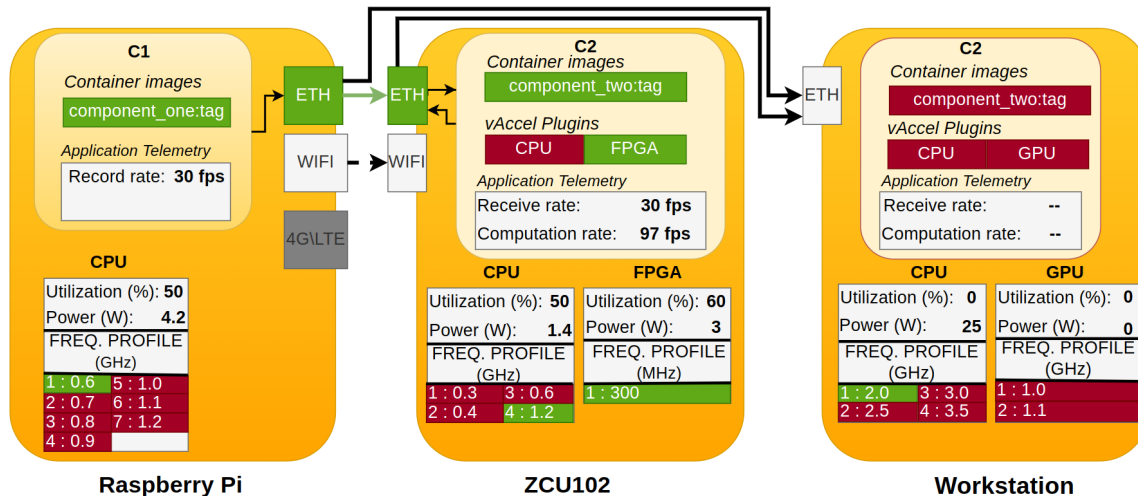 C1
Container images
component_one:tag
Application Telemetry
Record rate: 30 fps
ETH
WIFI
4G\LTE
CPU
Utilization (%): 50
Power (W): 4.2
FREQ. PROFILE
(GHz)
1 : 0.6 5 : 1.0
2 : 0.7 6 : 1.1
3 : 0.8 7 : 1.2
4 : 0.9
Raspberry Pi
ETH
WIFI
C2
Container images
component_two:tag
vAccel Plugins
CPU FPGA
Application Telemetry
Receive rate: 30 fps
Computation rate: 97 fps
CPU
Utilization (%): 50
Power (W): 1.4
FREQ. PROFILE
(GHz)
1 : 0.3 3 : 0.6
2 : 0.4 4 : 1.2
FPGA
Utilization (%): 60
Power (W): 3
FREQ. PROFILE
(MHz)
1 : 300
ZCU102
ETH
C2
Container images
component_two:tag
vAccel Plugins
CPU GPU
Application Telemetry
Receive rate: --
Computation rate: --
CPU
Utilization (%): 0
Power (W): 25
FREQ. PROFILE
(GHz)
1 : 2.0 3 : 3.0
2 : 2.5 4 : 3.5
GPU
Utilization (%): 0
Power (W): 0
FREQ. PROFILE
(GHz)
1 : 1.0
2 : 1.1
Workstation